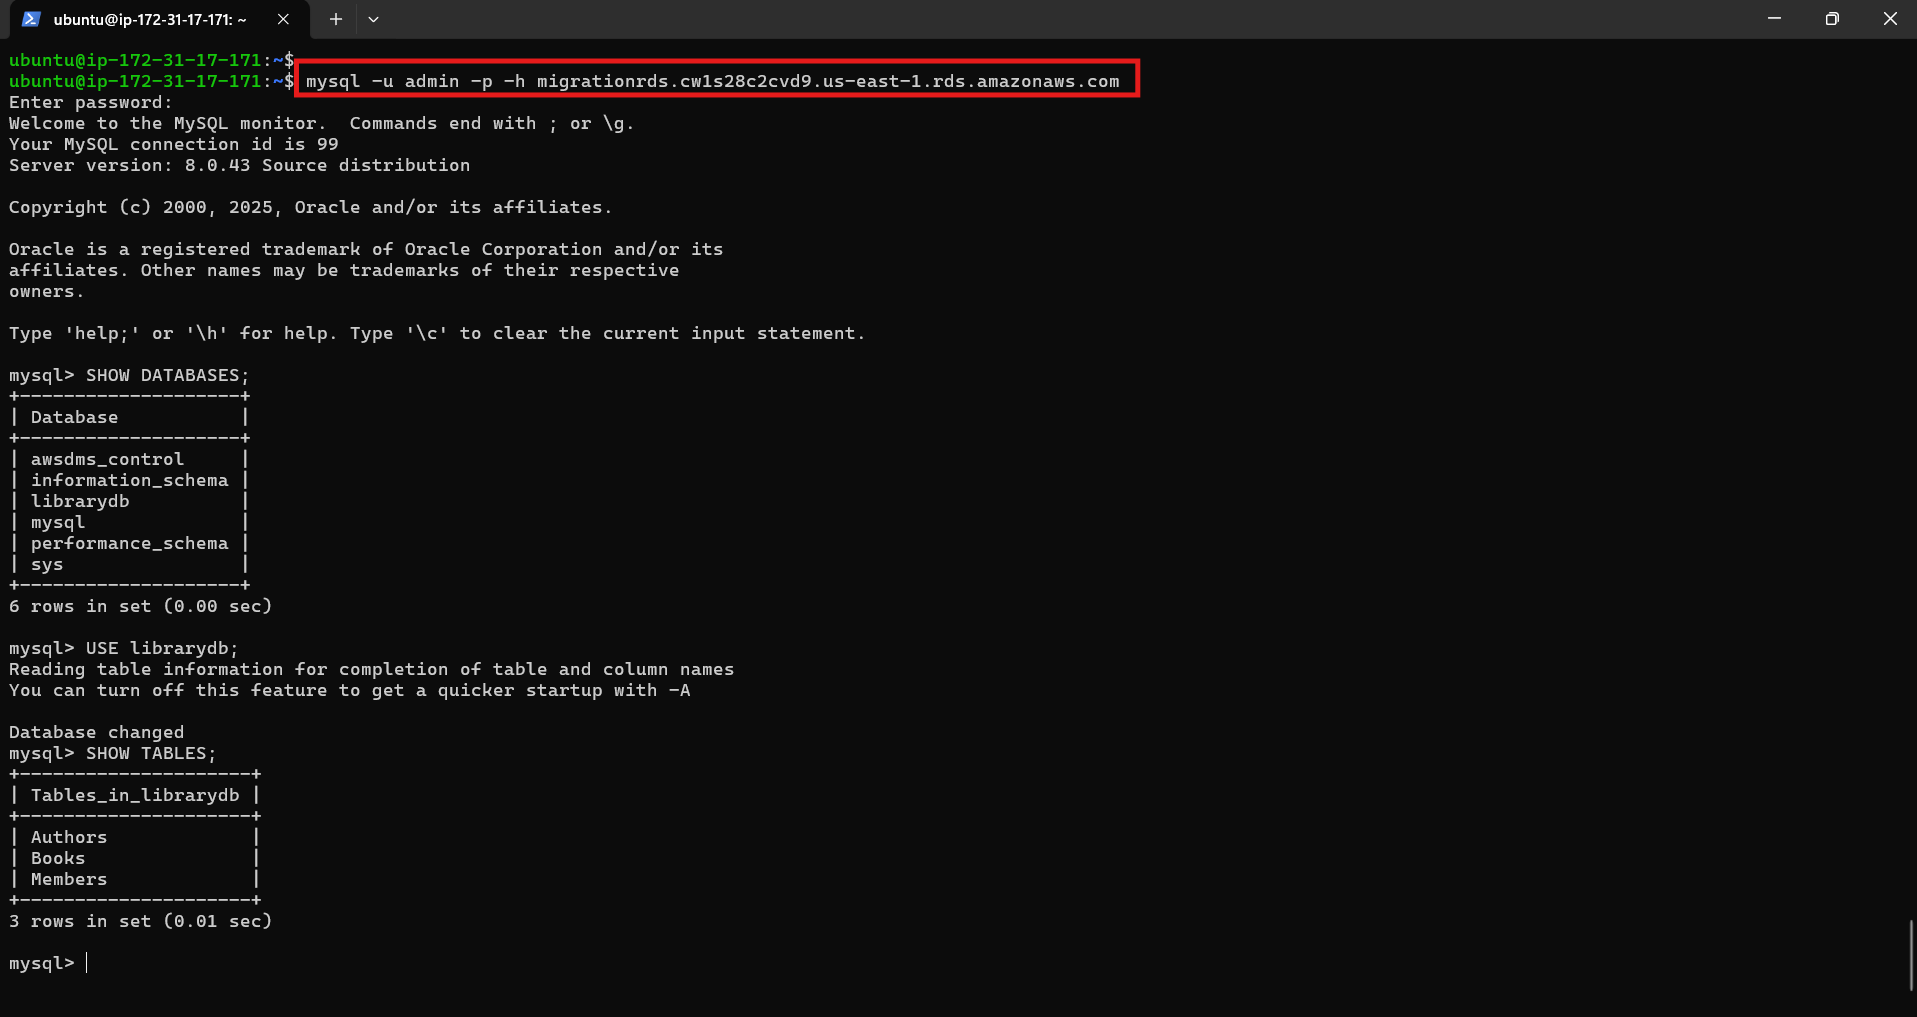 ubuntu@ip-172-31-17-171: ~
ubuntu@ip-172-31-17-171:~$
ubuntu@ip-172-31-17-171:~$ mysql -u admin -p -h migrationrds.cw1s28c2cvd9.us-east-1.rds.amazonaws.com
Enter password:
Welcome to the MySQL monitor.  Commands end with ; or \g.
Your MySQL connection id is 99
Server version: 8.0.43 Source distribution
Copyright (c) 2000, 2025, Oracle and/or its affiliates.
Oracle is a registered trademark of Oracle Corporation and/or its
affiliates. Other names may be trademarks of their respective
owners.
Type 'help;' or '\h' for help. Type '\c' to clear the current input statement.
mysql> SHOW DATABASES;
+--------------------+
| Database           |
+--------------------+
| awsdms_control     |
| information_schema |
| librarydb          |
| mysql              |
| performance_schema |
| sys                |
+--------------------+
6 rows in set (0.00 sec)
mysql> USE librarydb;
Reading table information for completion of table and column names
You can turn off this feature to get a quicker startup with -A
Database changed
mysql> SHOW TABLES;
+---------------------+
| Tables_in_librarydb |
+---------------------+
| Authors             |
| Books               |
| Members             |
+---------------------+
3 rows in set (0.01 sec)
mysql>